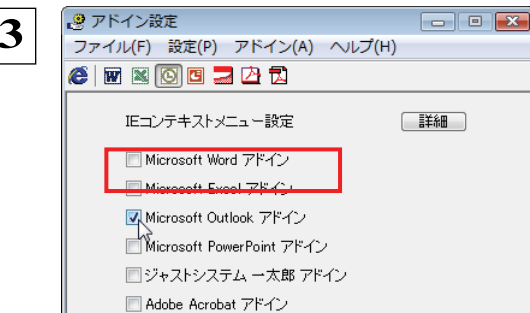 3
アドイン設定
ファイル(F) 設定(P) アドイン(A) ヘルプ(H)
IEコンテキストメニュー設定 詳細
Microsoft Word アドイン
Microsoft Excel アドイン
Microsoft Outlook アドイン
Microsoft PowerPoint アドイン
ジャストシステム 一太郎 アドイン
Adobe Acrobat アドイン